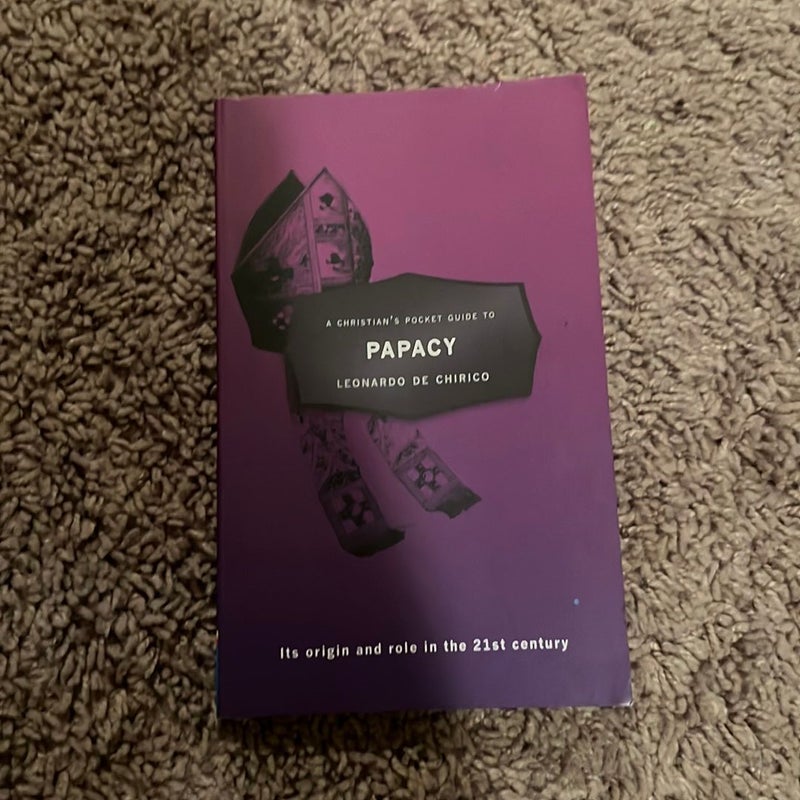 A CHRISTIAN'S POCKET GUIDE TO
PAPACY
LEONARDO DE CHIRICO
Its origin and role in the 21st century